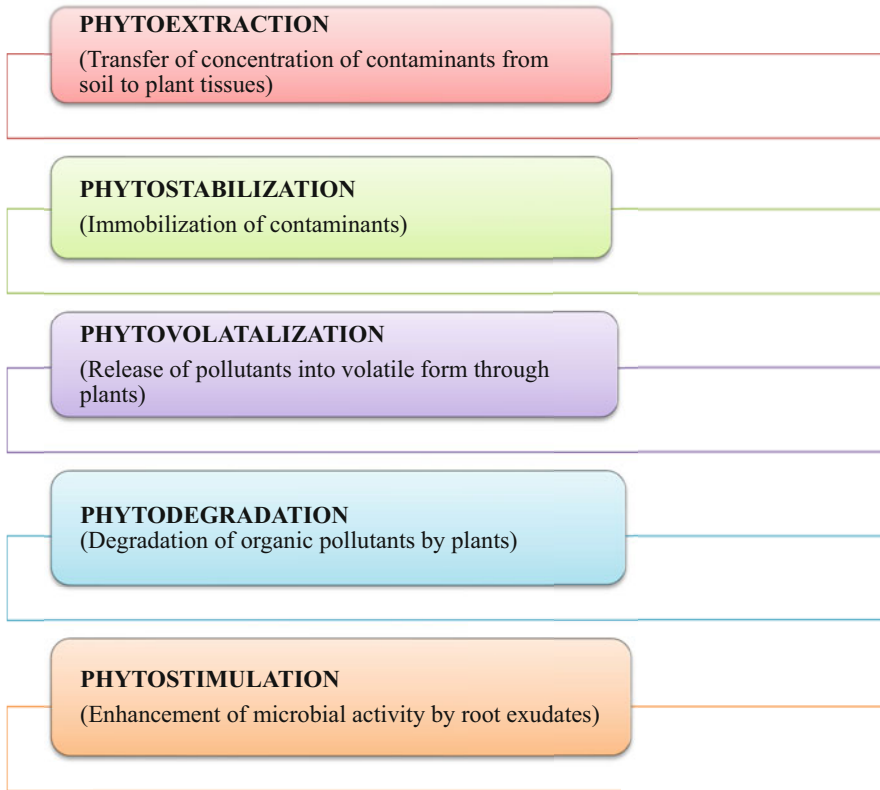 PHYTOEXTRACTION
(Transfer of concentration of contaminants from
soil to plant tissues)
PHYTOSTABILIZATION
(Immobilization of contaminants)
PHYTOVOLATALIZATION
(Release of pollutants into volatile form through
plants)
PHYTODEGRADATION
(Degradation of organic pollutants by plants)
PHYTOSTIMULATION
(Enhancement of microbial activity by root exudates)